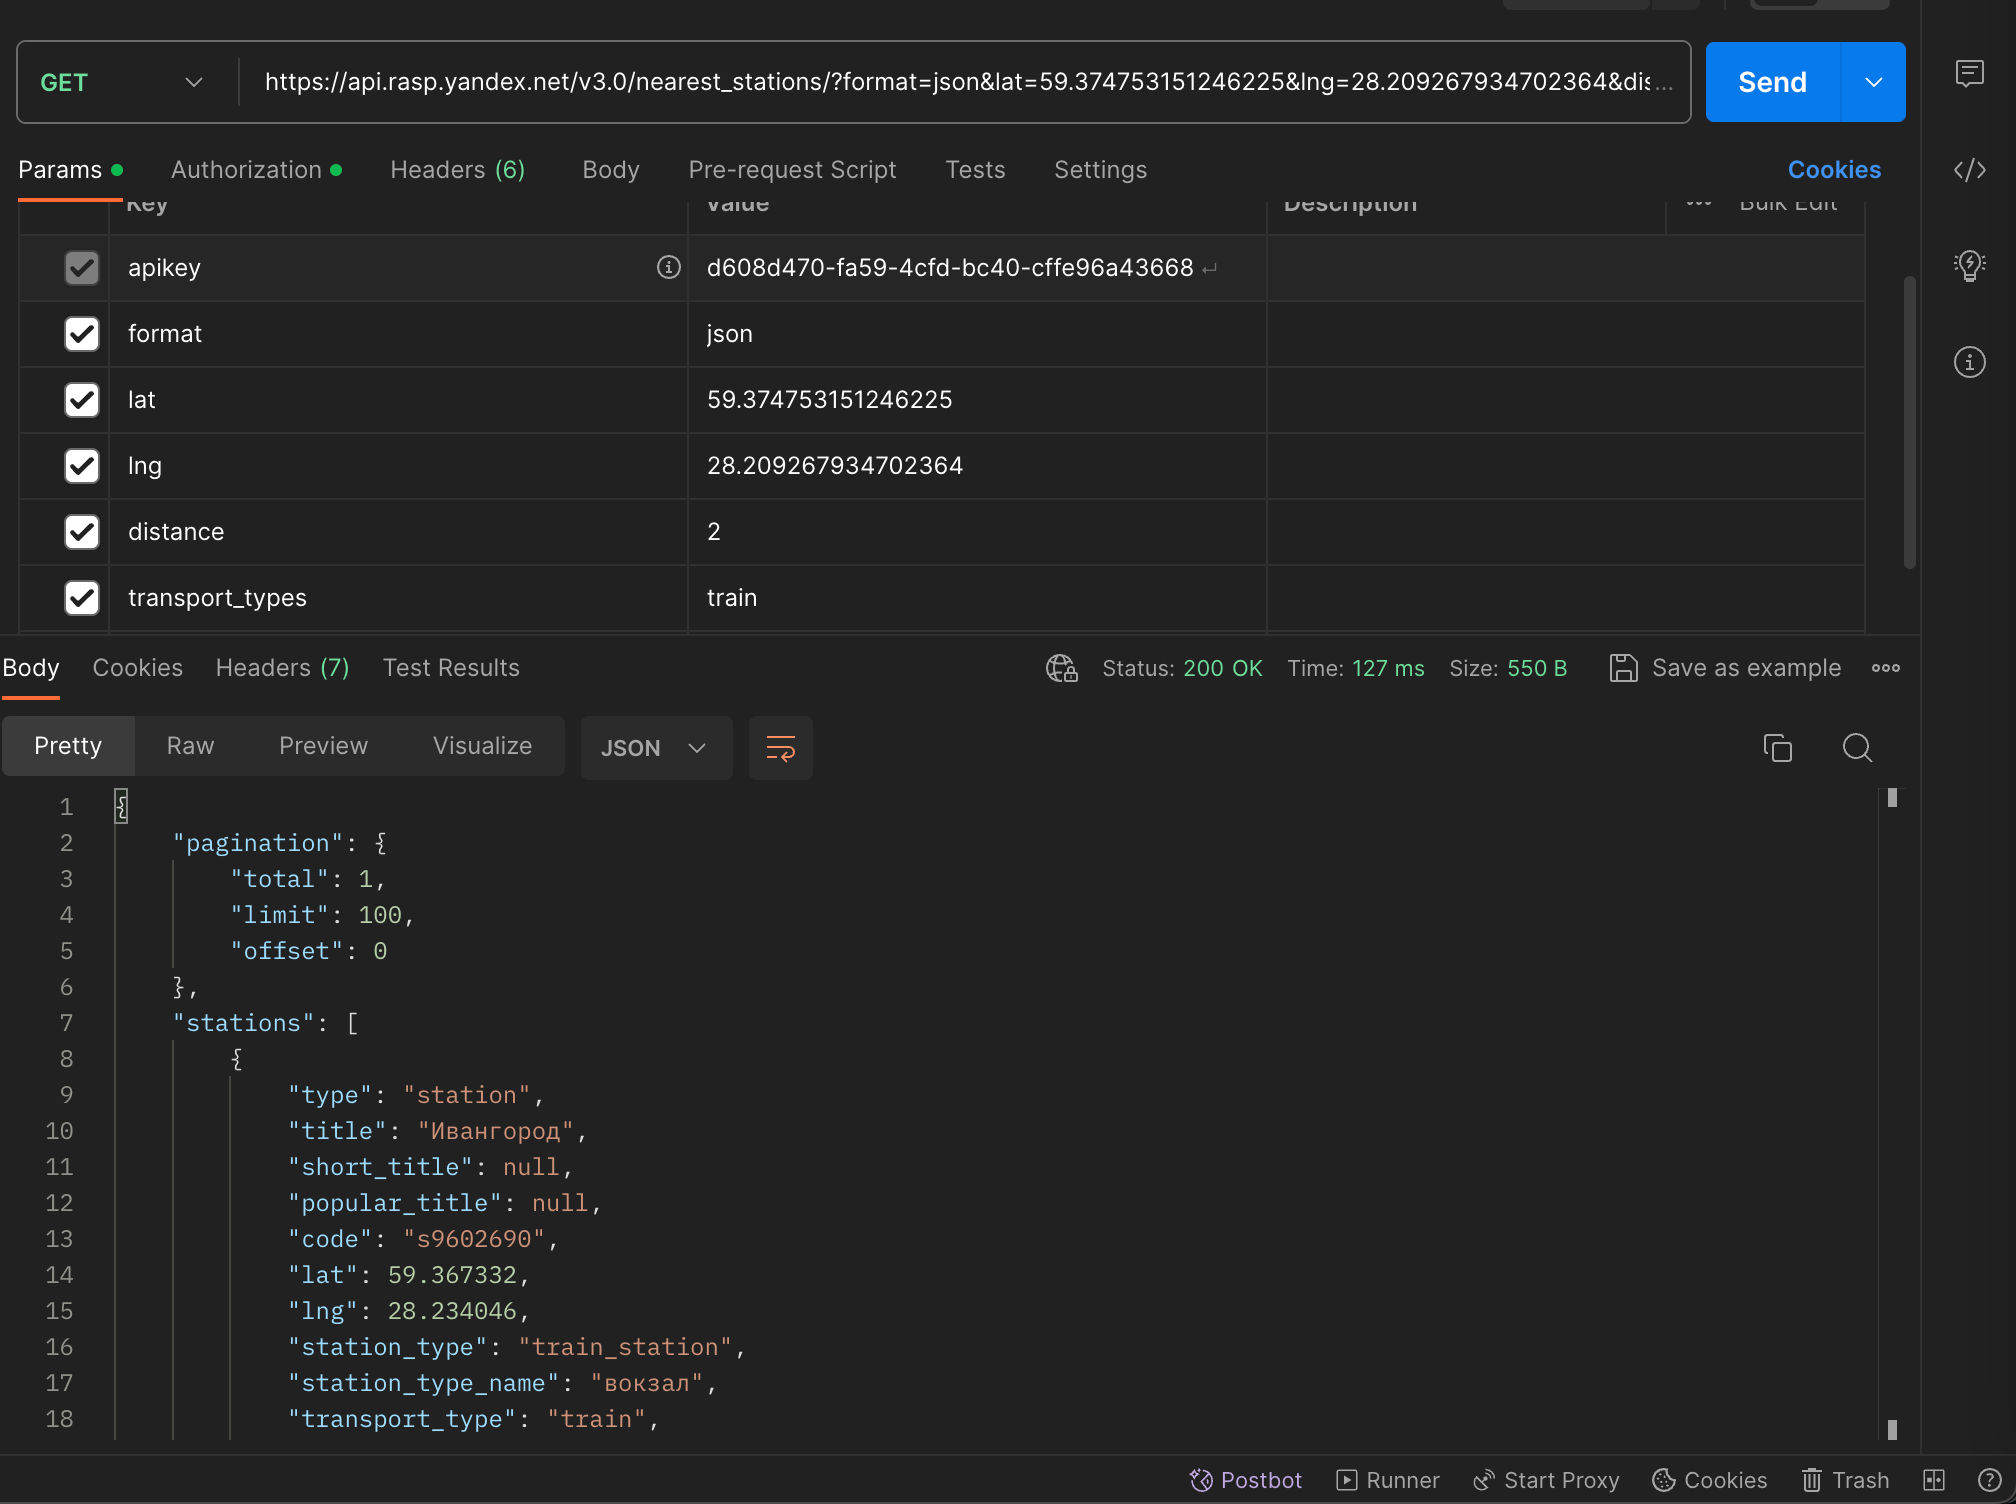 GET
https://api.rasp.yandex.net/v3.0/nearest_stations/?format=json&lat=59.374753151246225&lng=28.209267934702364&dis...
Send
Params
Authorization
Headers (6)
Body
Pre-request Script
Tests
Settings
Cookies
Key
Value
Description
Bulk Edit
apikey
d608d470-fa59-4cfd-bc40-cffe96a43668
format
json
lat
59.374753151246225
lng
28.209267934702364
distance
2
transport_types
train
Body
Cookies
Headers (7)
Test Results
Status: 200 OK
Time: 127 ms
Size: 550 B
Save as example
Pretty
Raw
Preview
Visualize
JSON
1 {
2 "pagination": {
3 "total": 1,
4 "limit": 100,
5 "offset": 0
6 },
7 "stations": [
8 {
9 "type": "station",
10 "title": "Ивангород",
11 "short_title": null,
12 "popular_title": null,
13 "code": "s9602690",
14 "lat": 59.367332,
15 "lng": 28.234046,
16 "station_type": "train_station",
17 "station_type_name": "вокзал",
18 "transport_type": "train",
Postbot
Runner
Start Proxy
Cookies
Trash